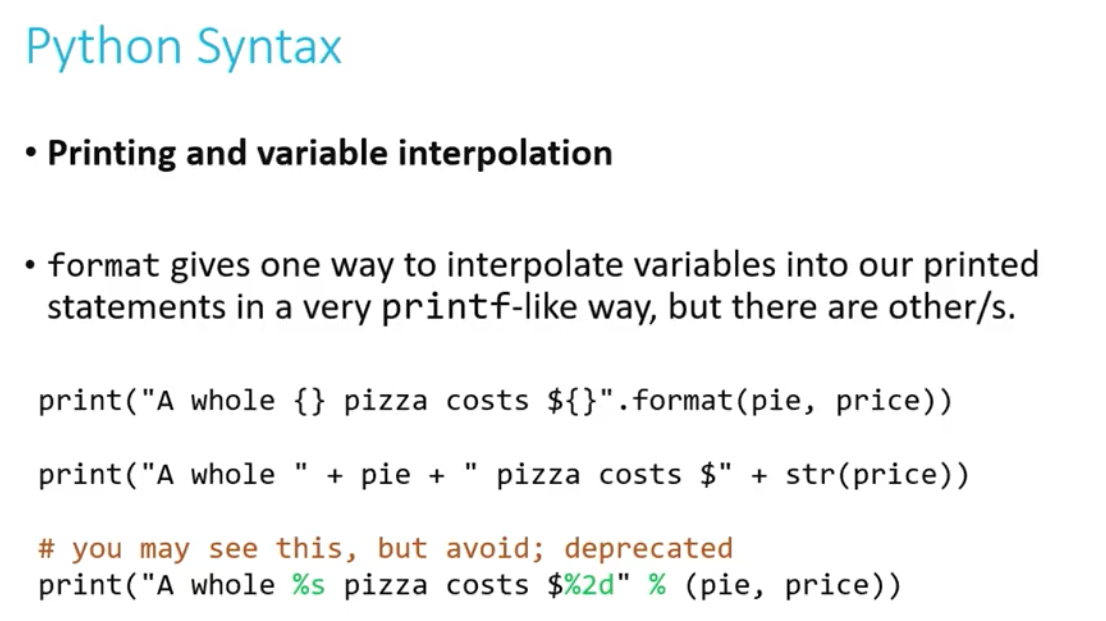 Python Syntax
• Printing and variable interpolation
• format gives one way to interpolate variables into our printed
statements in a very printf-like way, but there are other/s.
print("A whole {} pizza costs ${}".format(pie, price))
print("A whole " + pie + " pizza costs $" + str(price))
# you may see this, but avoid; deprecated
print("A whole %s pizza costs $%2d" % (pie, price))